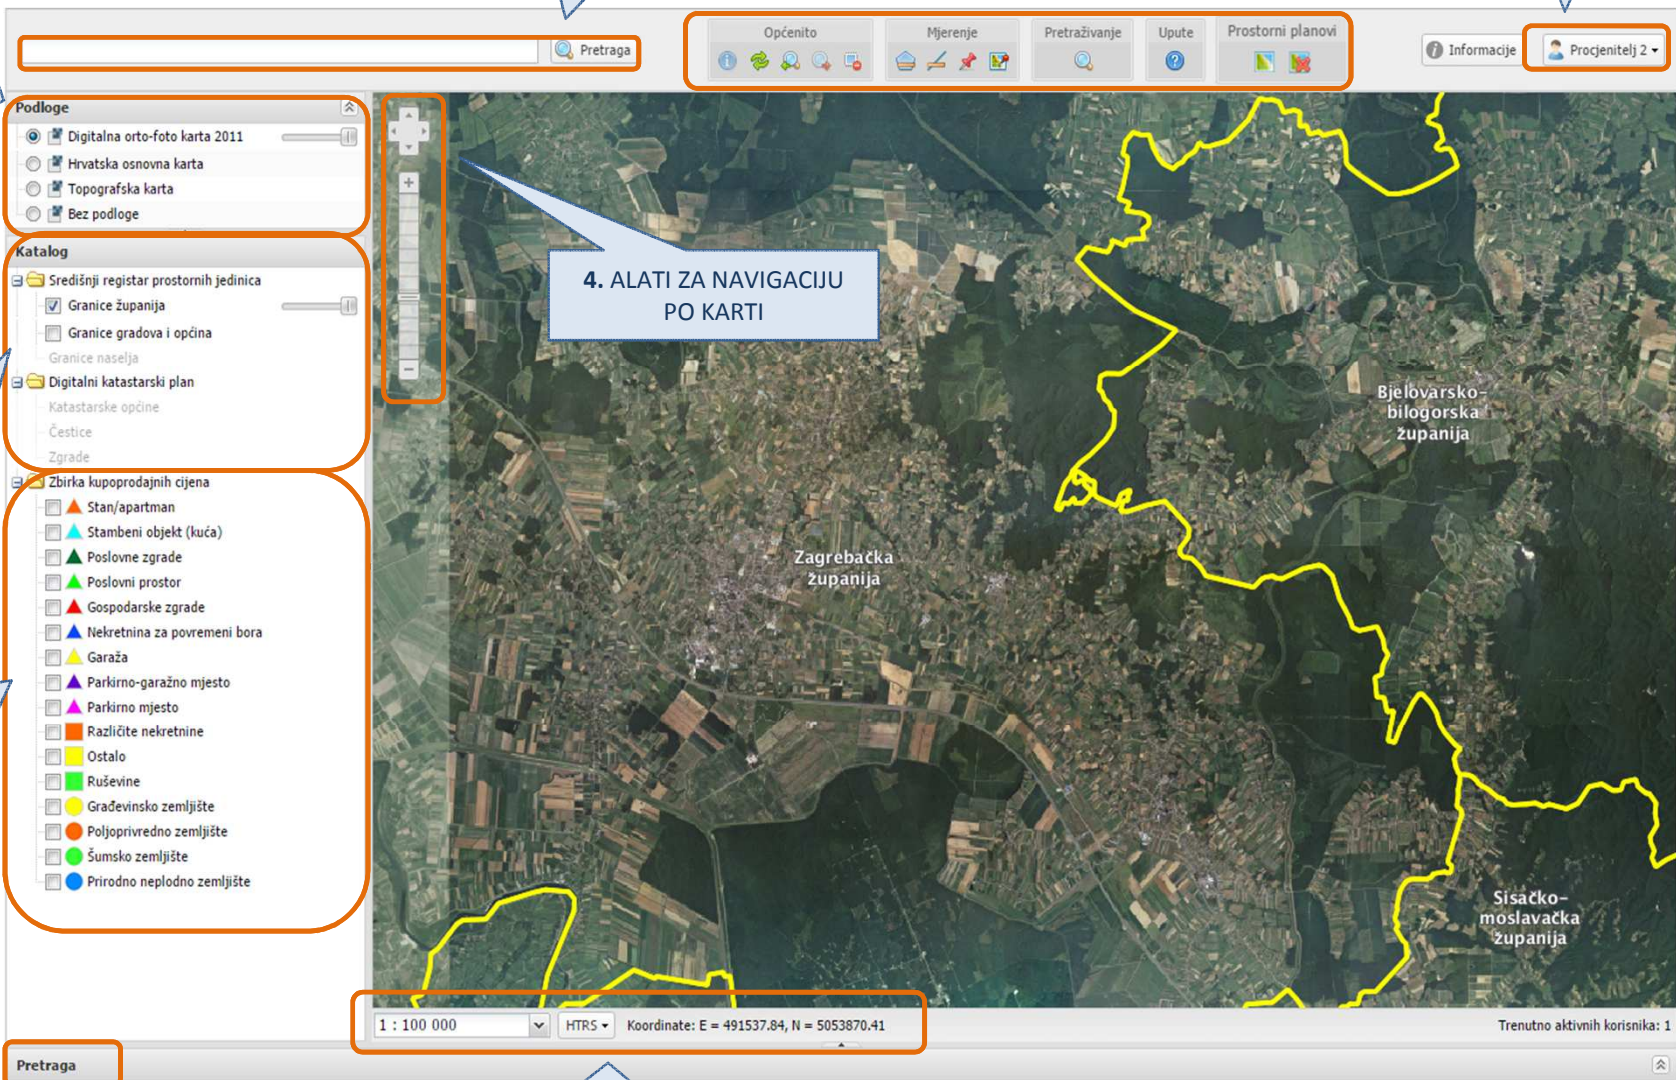 Pretraga
Općenito
Mjerenje
Pretraživanje
Upute
Prostorni planovi
Informacije
Procjenitelj 2
Podloge
Digitalna orto-foto karta 2011
Hrvatska osnovna karta
Topografska karta
Bez podloge
Katalog
Središnji registar prostornih jedinica
Granice županija
Granice gradova i općina
Granice naselja
Digitalni katastarski plan
Katastarske općine
Čestice
Zgrade
Zbirka kupoprodajnih cijena
Stan/apartman
Stambeni objekt (kuća)
Poslovne zgrade
Poslovni prostor
Gospodarske zgrade
Nekretnina za povremeni bora
Garaža
Parkirno-garažno mjesto
Parkirno mjesto
Različite nekretnine
Ostalo
Ruševine
Građevinsko zemljište
Poljoprivredno zemljište
Šumsko zemljište
Prirodno neplodno zemljište
4. ALATI ZA NAVIGACIJU
PO KARTI
Bjelovarsko-
bilogorska
županija
Zagrebačka
županija
Sisačko-
moslavačka
županija
1 : 100 000
HTRS
Koordinate: E = 491537.84, N = 5053870.41
Trenutno aktivnih korisnika: 1
Pretraga